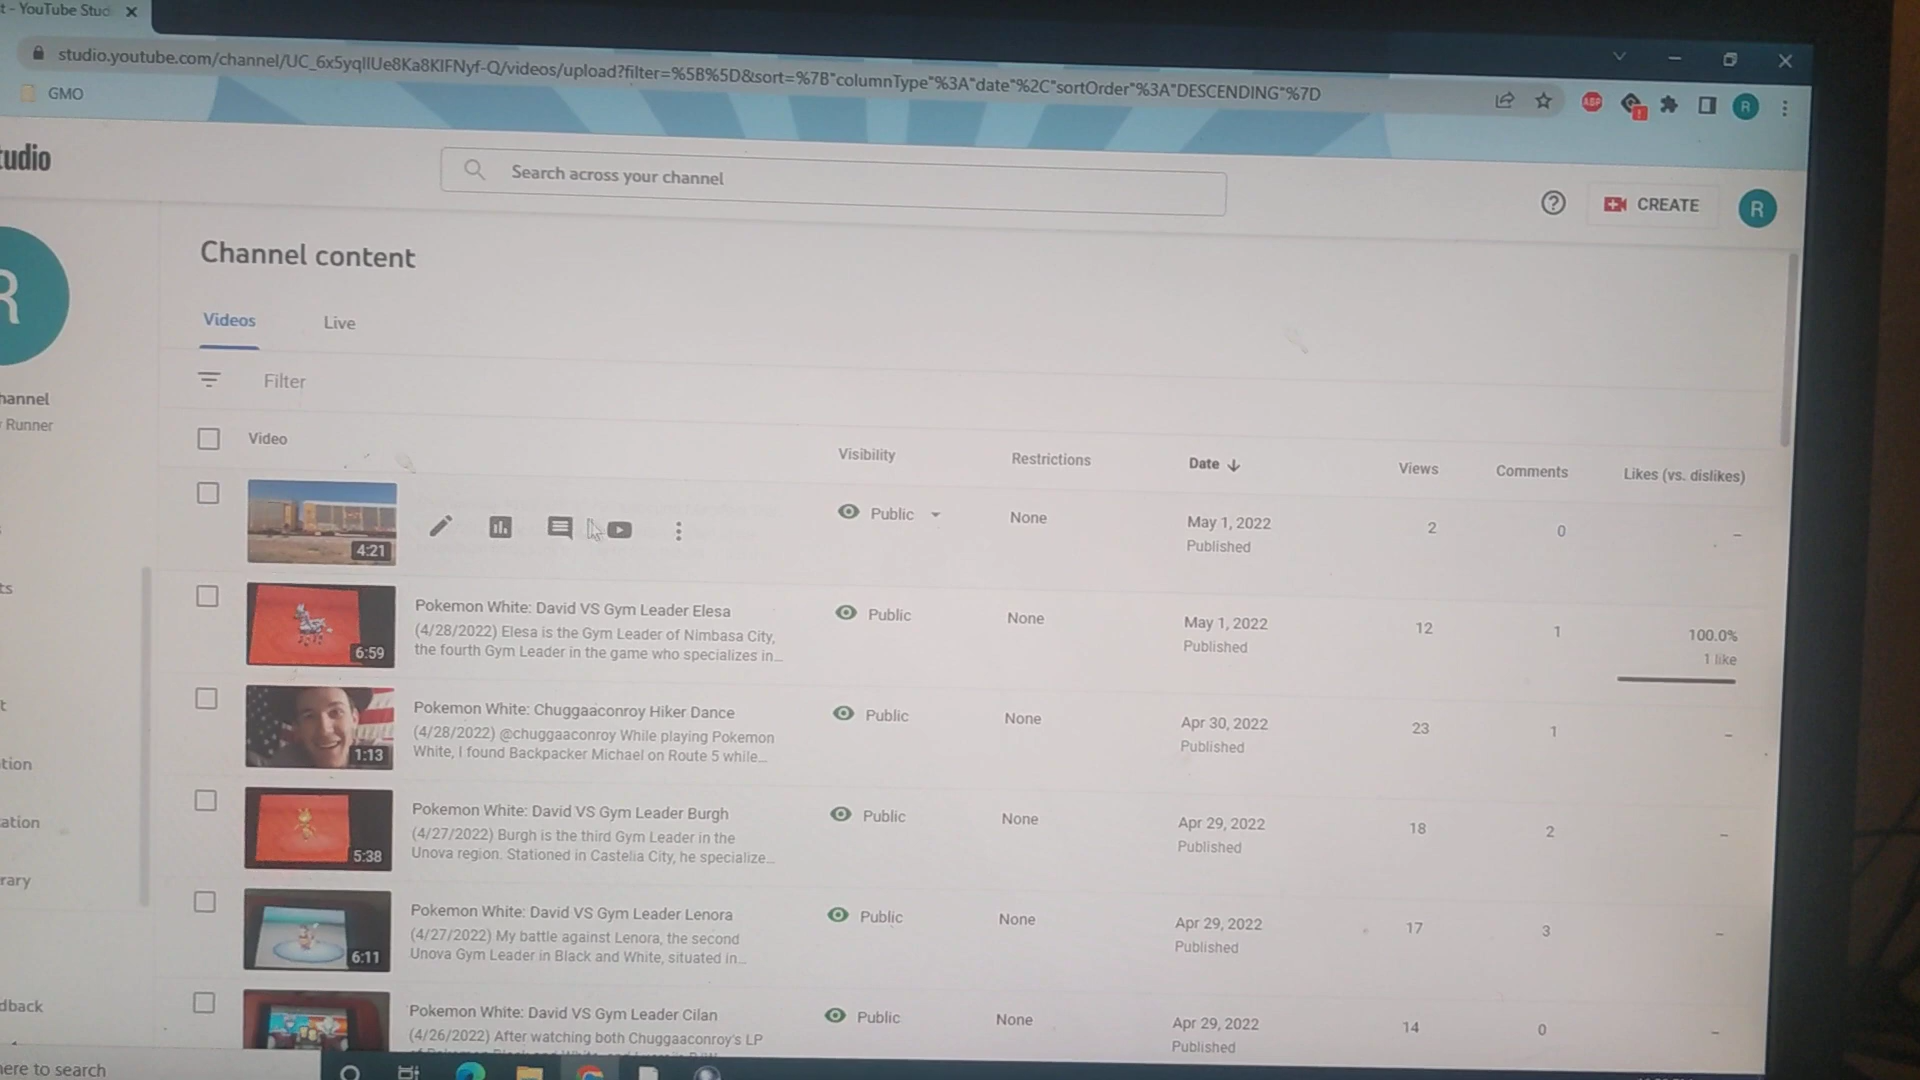 t - YouTube Stud
studio.youtube.com/channel/UC_6x5yqllUe8Ka8KlFNyf-Q/videos/upload?filter=%5B%5D&sort=%7B"columnType"%3A"date"%2C"sortOrder"%3A"DESCENDING"%7D
GMO
ABP
R
tudio
Search across your channel
CREATE
R
R
hannel
Runner
ts
t
tion
ation
rary
dback
Channel content
Videos
Live
Filter
Video
Visibility
Restrictions
Date
Views
Comments
Likes (vs. dislikes)
4:21
Public
None
May 1, 2022
Published
2
0
–
6:59
Pokemon White: David VS Gym Leader Elesa
(4/28/2022) Elesa is the Gym Leader of Nimbasa City,
the fourth Gym Leader in the game who specializes in...
Public
None
May 1, 2022
Published
12
1
100.0%
1 like
1:13
Pokemon White: Chuggaaconroy Hiker Dance
(4/28/2022) @chuggaaconroy While playing Pokemon
White, I found Backpacker Michael on Route 5 while...
Public
None
Apr 30, 2022
Published
23
1
–
5:38
Pokemon White: David VS Gym Leader Burgh
(4/27/2022) Burgh is the third Gym Leader in the
Unova region. Stationed in Castelia City, he specialize...
Public
None
Apr 29, 2022
Published
18
2
–
6:11
Pokemon White: David VS Gym Leader Lenora
(4/27/2022) My battle against Lenora, the second
Unova Gym Leader in Black and White, situated in...
Public
None
Apr 29, 2022
Published
17
3
–
Pokemon White: David VS Gym Leader Cilan
(4/26/2022) After watching both Chuggaaconroy's LP
Public
None
Apr 29, 2022
Published
14
0
–
here to search